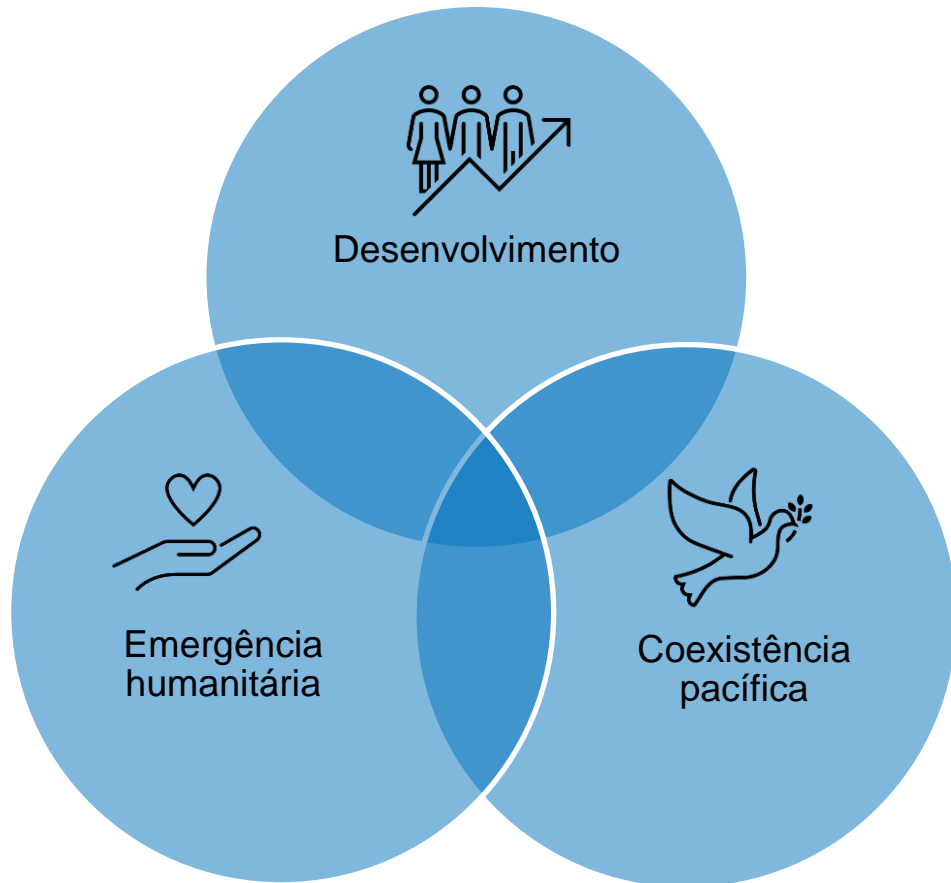 Desenvolvimento
Emergência
humanitária
Coexistência
pacífica